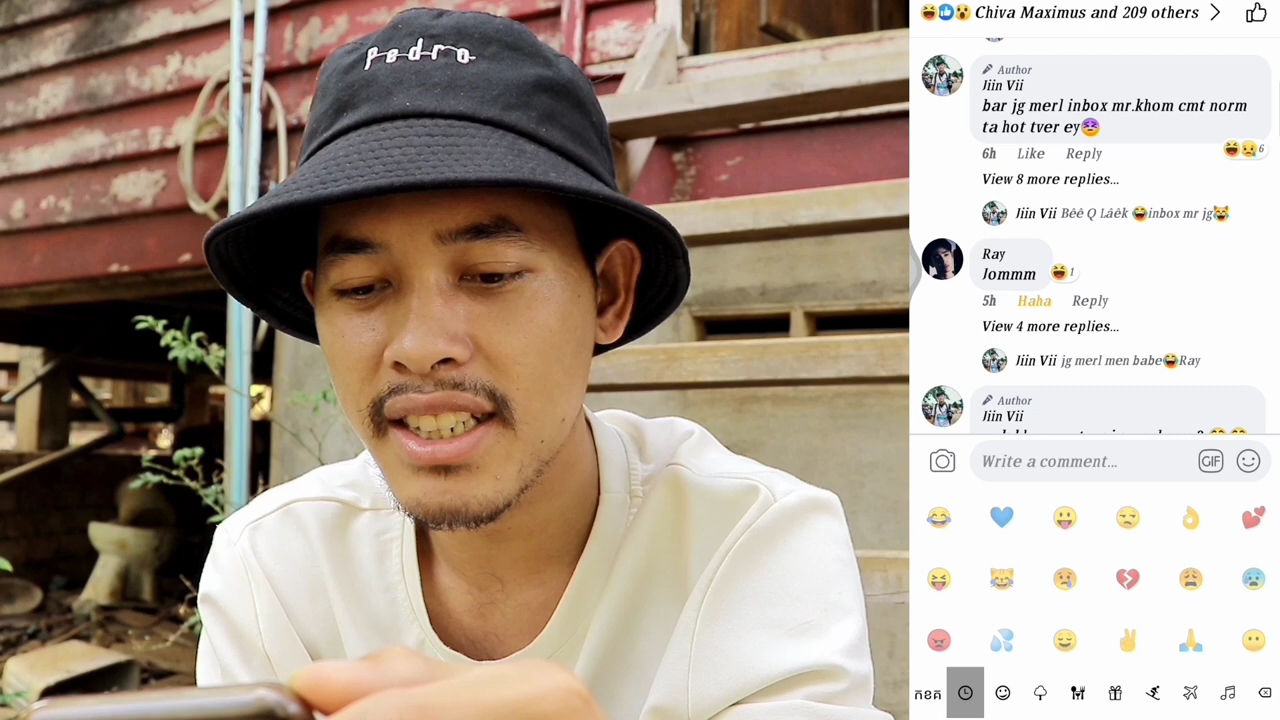 pedro
Chiva Maximus and 209 others
Author
Jiin Vii
bar jg merl inbox mr.khom cmt norm
ta hot tver ey😣
6h Like Reply
6
View 8 more replies...
Jiin Vii Bêê Q Lâêk 😂inbox mr jg😹
Ray
Jommm
1
5h Haha Reply
View 4 more replies...
Jiin Vii jg merl men babe😂Ray
Author
Jiin Vii
Write a comment...
GIF
កខគ